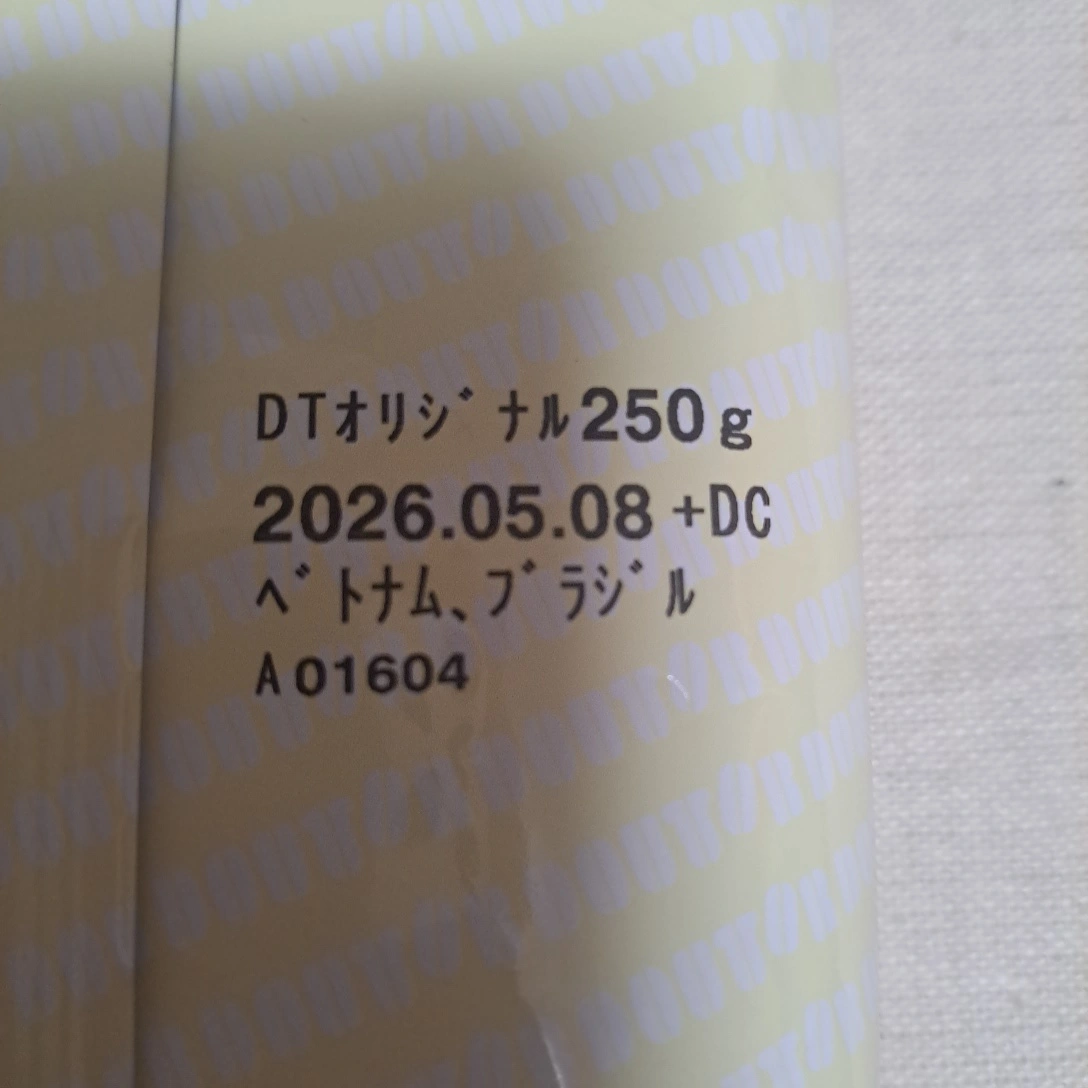 DTオリジナル250g
2026.05.08 +DC
ベトナム、ブラジル
A01604
DOUTOR